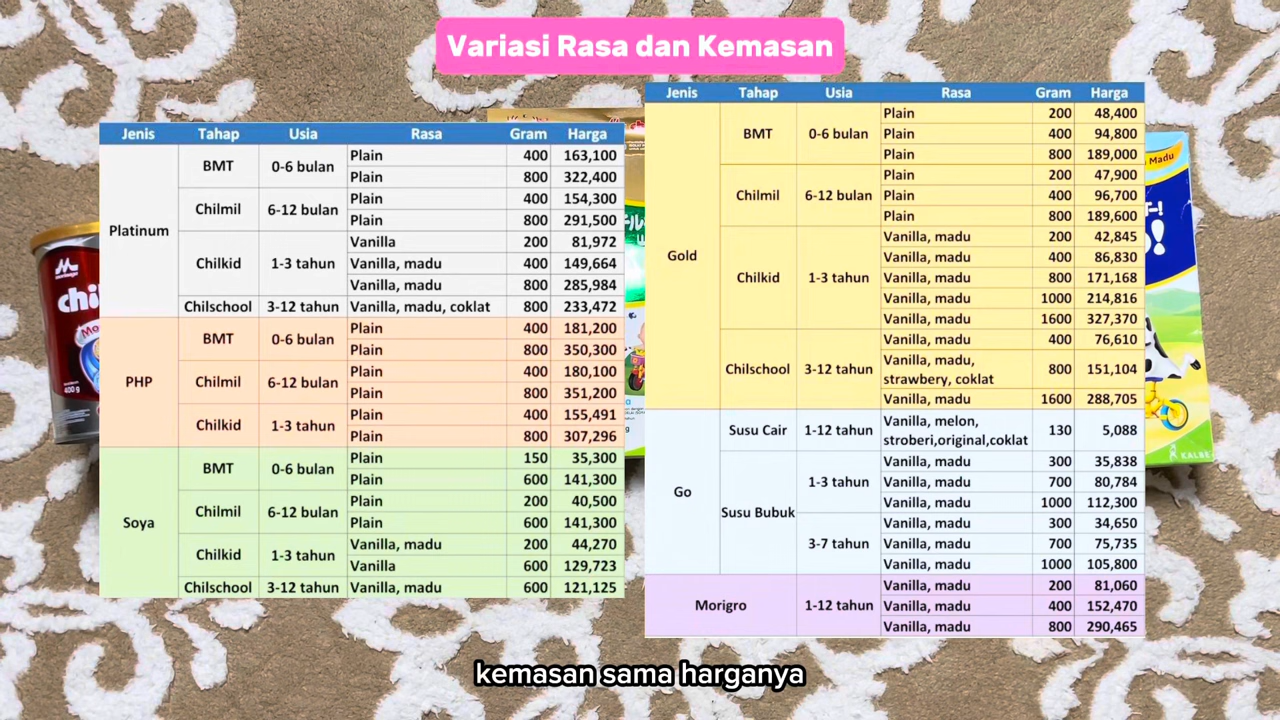 Variasi Rasa dan Kemasan
Jenis Tahap Usia Rasa Gram Harga
Platinum
BMT 0-6 bulan
Plain 400 163,100
Plain 800 322,400
Chilmil 6-12 bulan
Plain 400 154,300
Plain 800 291,500
Chilkid 1-3 tahun
Vanilla 200 81,972
Vanilla, madu 400 149,664
Vanilla, madu 800 285,984
Chilschool 3-12 tahun Vanilla, madu, coklat 800 233,472
PHP
BMT 0-6 bulan
Plain 400 181,200
Plain 800 350,300
Chilmil 6-12 bulan
Plain 400 180,100
Plain 800 351,200
Chilkid 1-3 tahun
Plain 400 155,491
Plain 800 307,296
Soya
BMT 0-6 bulan
Plain 150 35,300
Plain 600 141,300
Chilmil 6-12 bulan
Plain 200 40,500
Plain 600 141,300
Chilkid 1-3 tahun
Vanilla, madu 200 44,270
Vanilla 600 129,723
Chilschool 3-12 tahun Vanilla, madu 600 121,125
Jenis Tahap Usia Rasa Gram Harga
Gold
BMT 0-6 bulan
Plain 200 48,400
Plain 400 94,800
Plain 800 189,000
Chilmil 6-12 bulan
Plain 200 47,900
Plain 400 96,700
Plain 800 189,600
Chilkid 1-3 tahun
Vanilla, madu 200 42,845
Vanilla, madu 400 86,830
Vanilla, madu 800 171,168
Vanilla, madu 1000 214,816
Vanilla, madu 1600 327,370
Chilschool 3-12 tahun
Vanilla, madu 400 76,610
Vanilla, madu,
strawbery, coklat 800 151,104
Vanilla, madu 1600 288,705
Go
Susu Cair 1-12 tahun
Vanilla, melon,
stroberi,original,coklat 130 5,088
Susu Bubuk
1-3 tahun
Vanilla, madu 300 35,838
Vanilla, madu 700 80,784
Vanilla, madu 1000 112,300
3-7 tahun
Vanilla, madu 300 34,650
Vanilla, madu 700 75,735
Vanilla, madu 1000 105,800
Morigro 1-12 tahun
Vanilla, madu 200 81,060
Vanilla, madu 400 152,470
Vanilla, madu 800 290,465
chi
400 g
Madu
KALBE
kemasan sama harganya